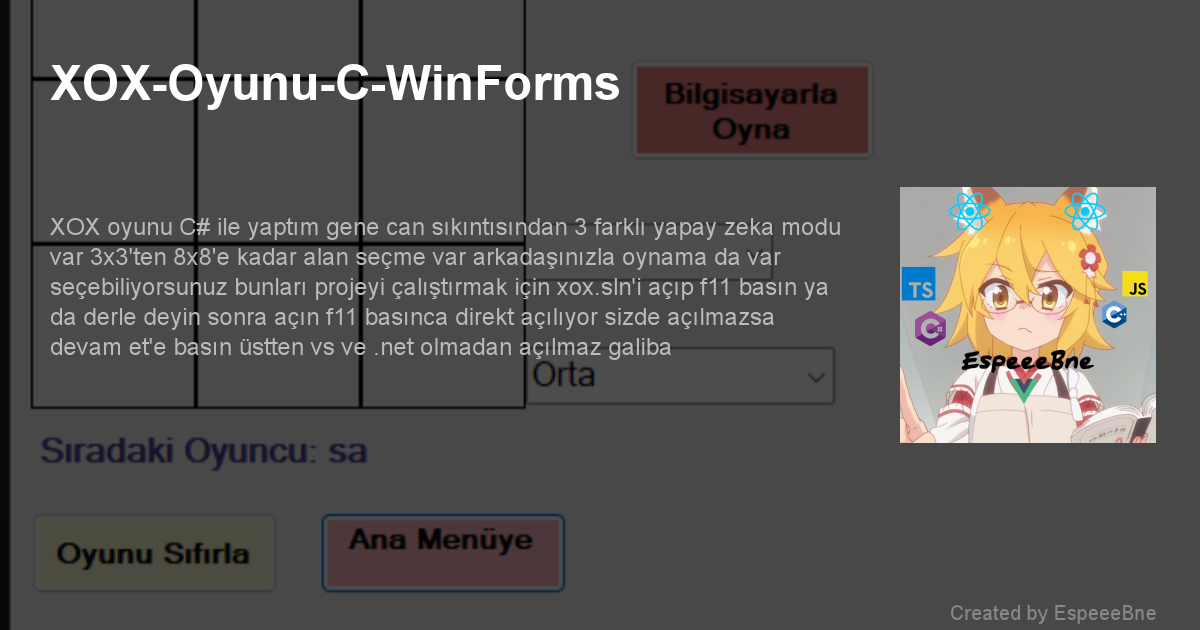 XOX-Oyunu-C-WinForms
Bilgisayarla
Oyna
XOX oyunu C# ile yaptım gene can sıkıntısından 3 farklı yapay zeka modu
var 3x3'ten 8x8'e kadar alan seçme var arkadaşınızla oynama da var
seçebiliyorsunuz bunları projeyi çalıştırmak için xox.sln'i açıp f11 basın ya
da derle deyin sonra açın f11 basınca direkt açılıyor sizde açılmazsa
devam et'e basın üstten vs ve .net olmadan açılmaz galiba
TS
JS
C#
C++
EspeeeBne
Orta
Sıradaki Oyuncu: sa
Oyunu Sıfırla
Ana Menüye
Created by EspeeeBne